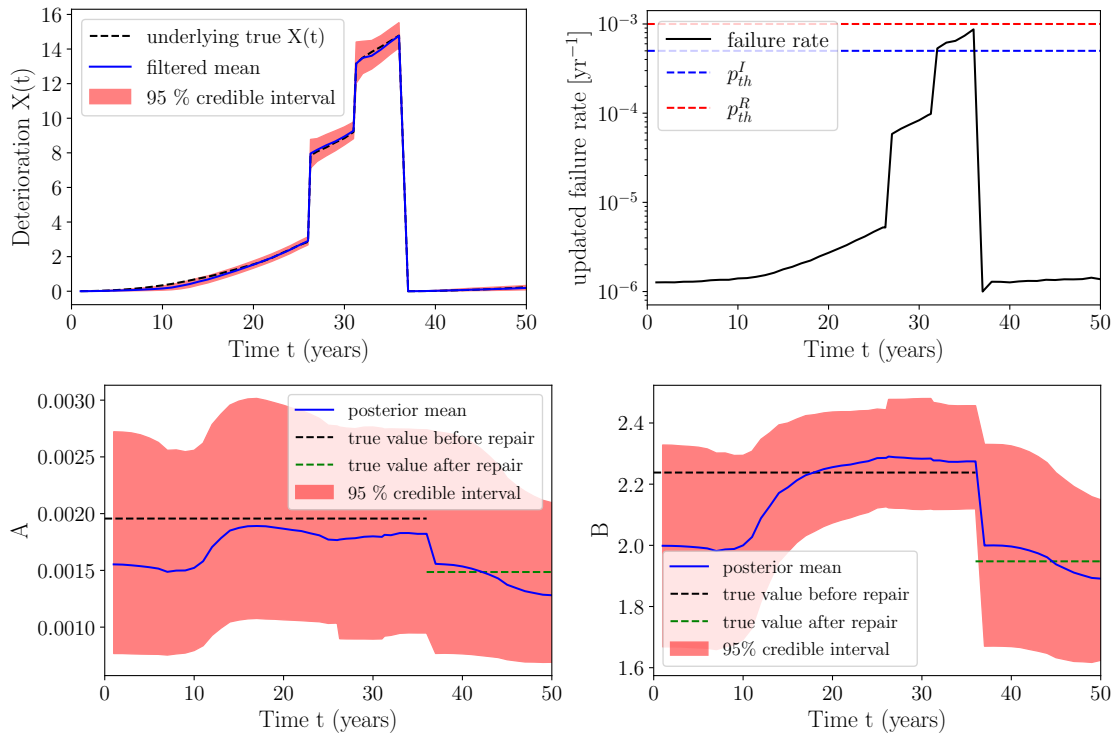 16
14
12
10
8
6
4
2
0
Deterioration X(t)
underlying true X(t)
filtered mean
95 % credible interval
0
10
20
30
40
50
Time t (years)
10⁻³
10⁻⁴
10⁻⁵
10⁻⁶
updated failure rate [yr⁻¹]
failure rate
p_{th}^{I}
p_{th}^{R}
0
10
20
30
40
50
Time t (years)
0.0030
0.0025
0.0020
0.0015
0.0010
A
posterior mean
true value before repair
true value after repair
95 % credible interval
0
10
20
30
40
50
Time t (years)
2.4
2.2
2.0
1.8
1.6
B
posterior mean
true value before repair
true value after repair
95% credible interval
0
10
20
30
40
50
Time t (years)